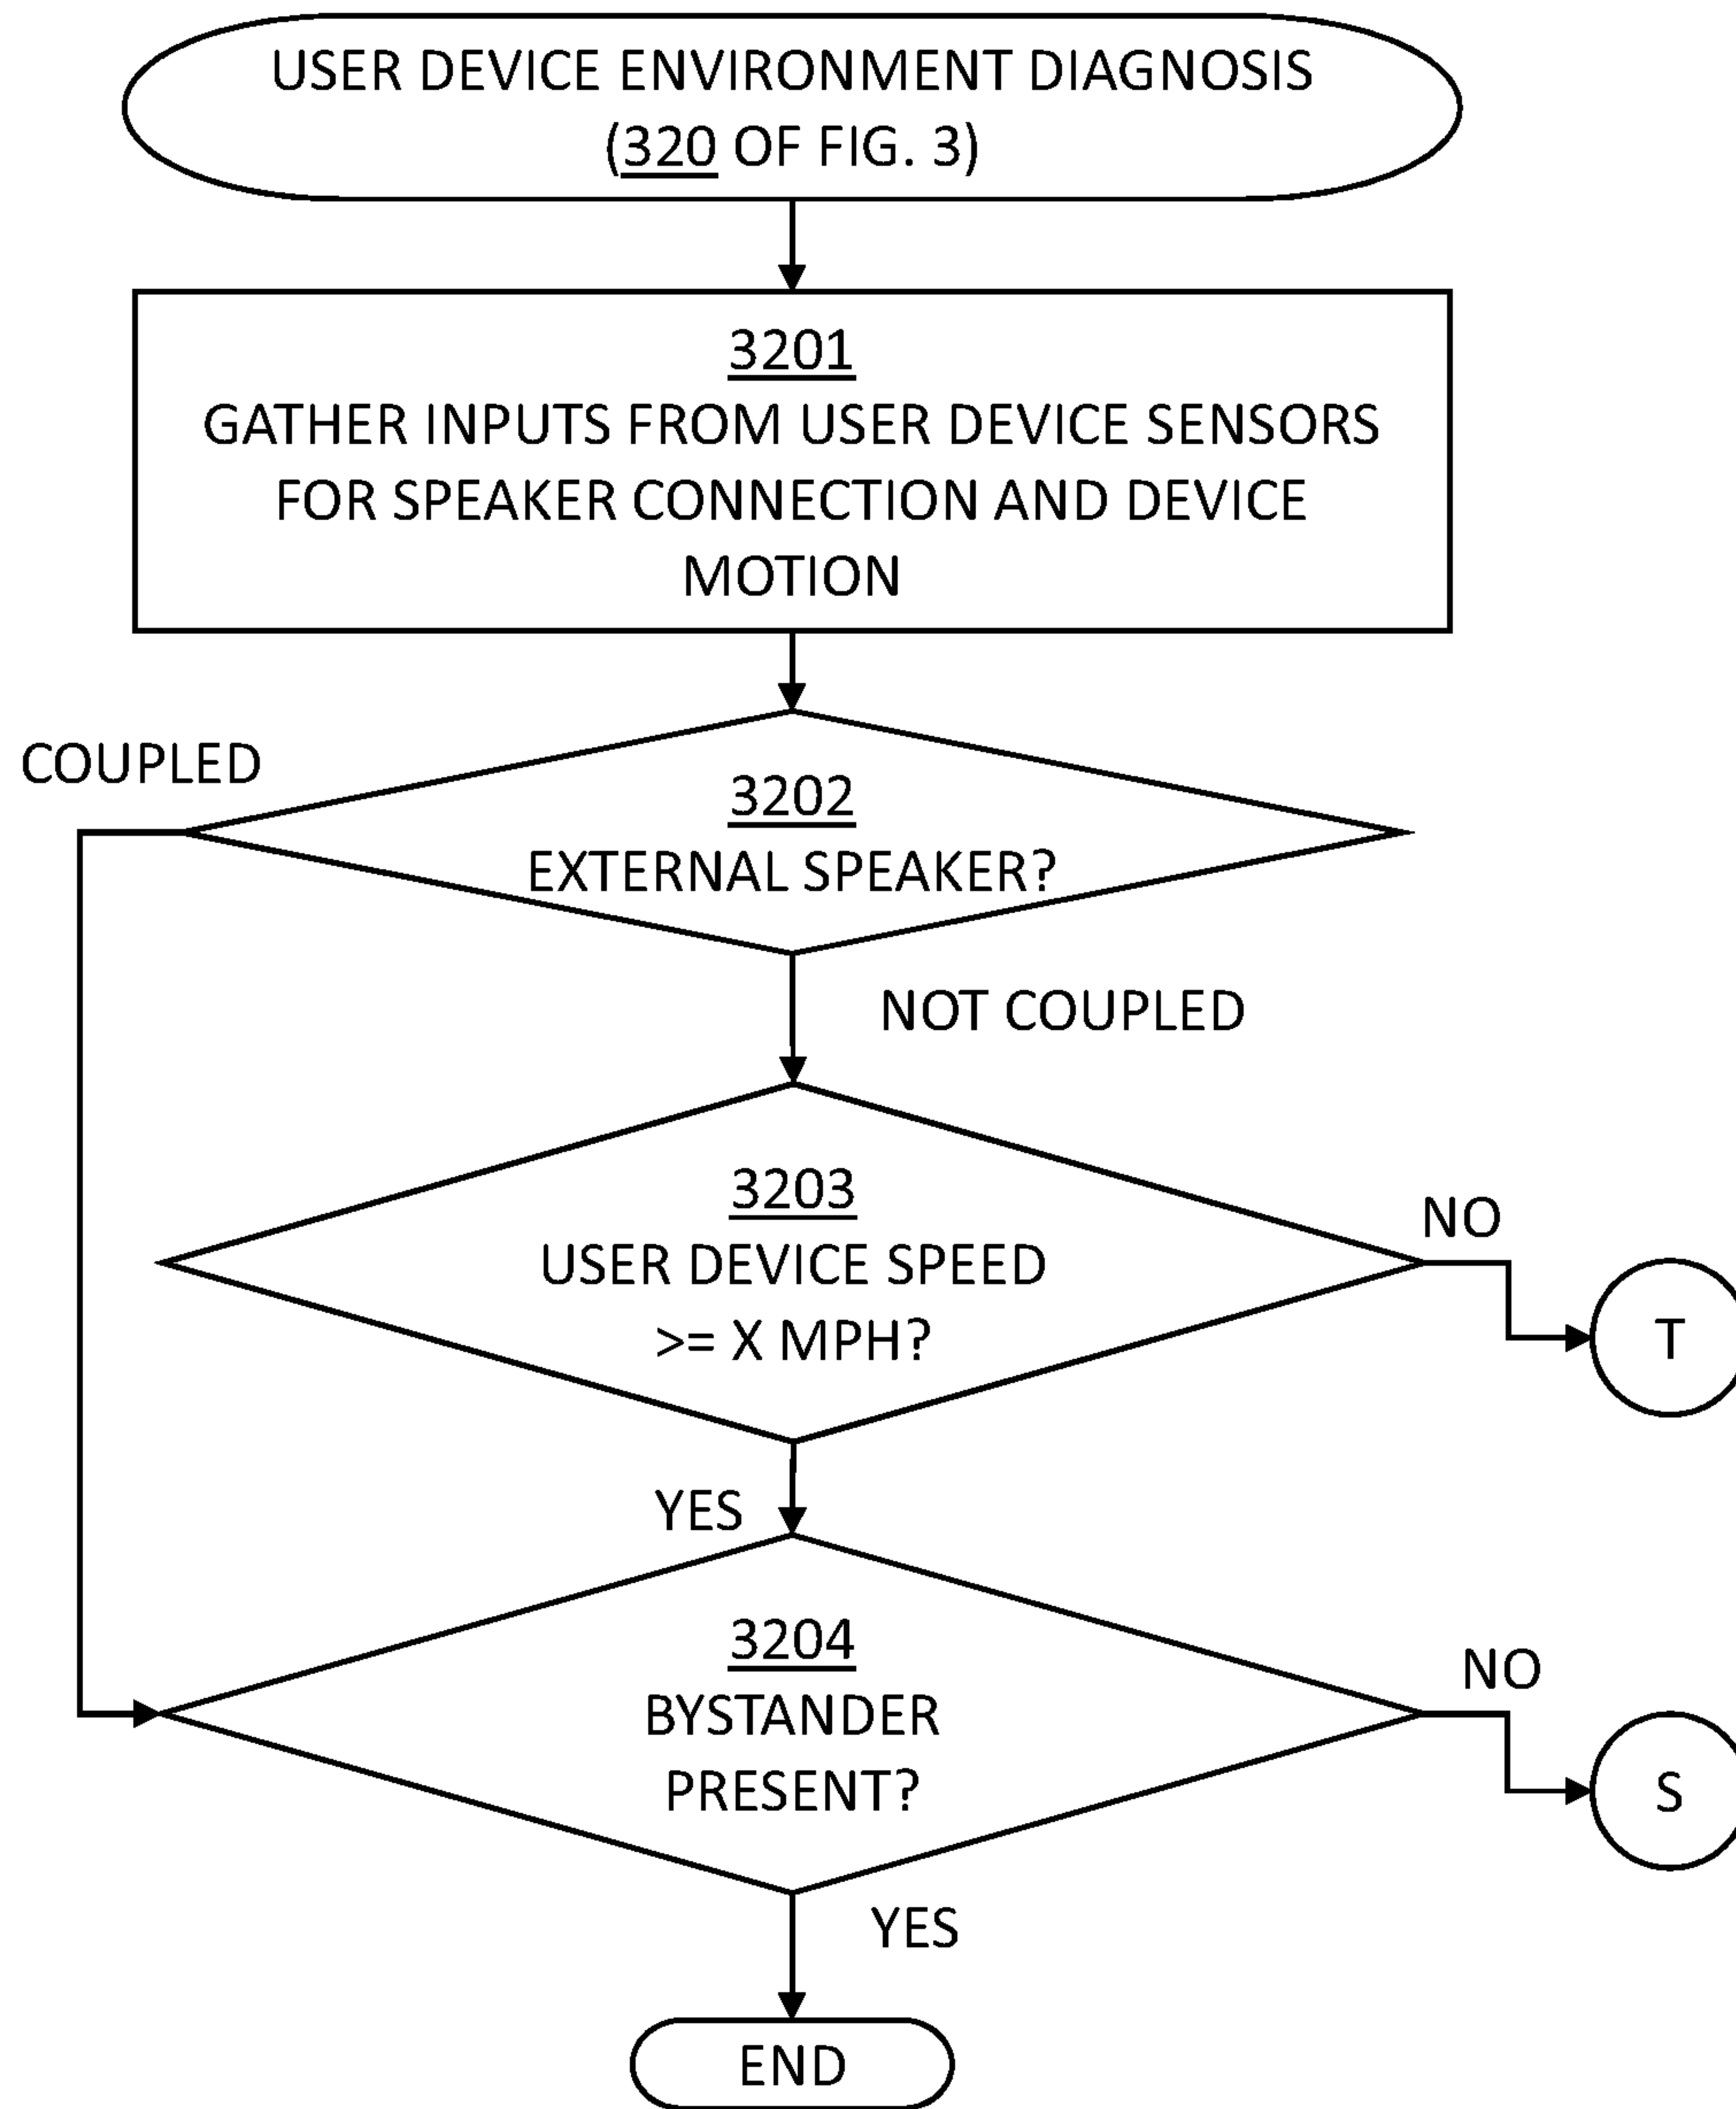 USER DEVICE ENVIRONMENT DIAGNOSIS
(320 OF FIG. 3)
3201
GATHER INPUTS FROM USER DEVICE SENSORS
FOR SPEAKER CONNECTION AND DEVICE
MOTION
COUPLED
3202
EXTERNAL SPEAKER?
NOT COUPLED
3203
USER DEVICE SPEED
>= X MPH?
NO
T
YES
3204
BYSTANDER
PRESENT?
NO
S
YES
END